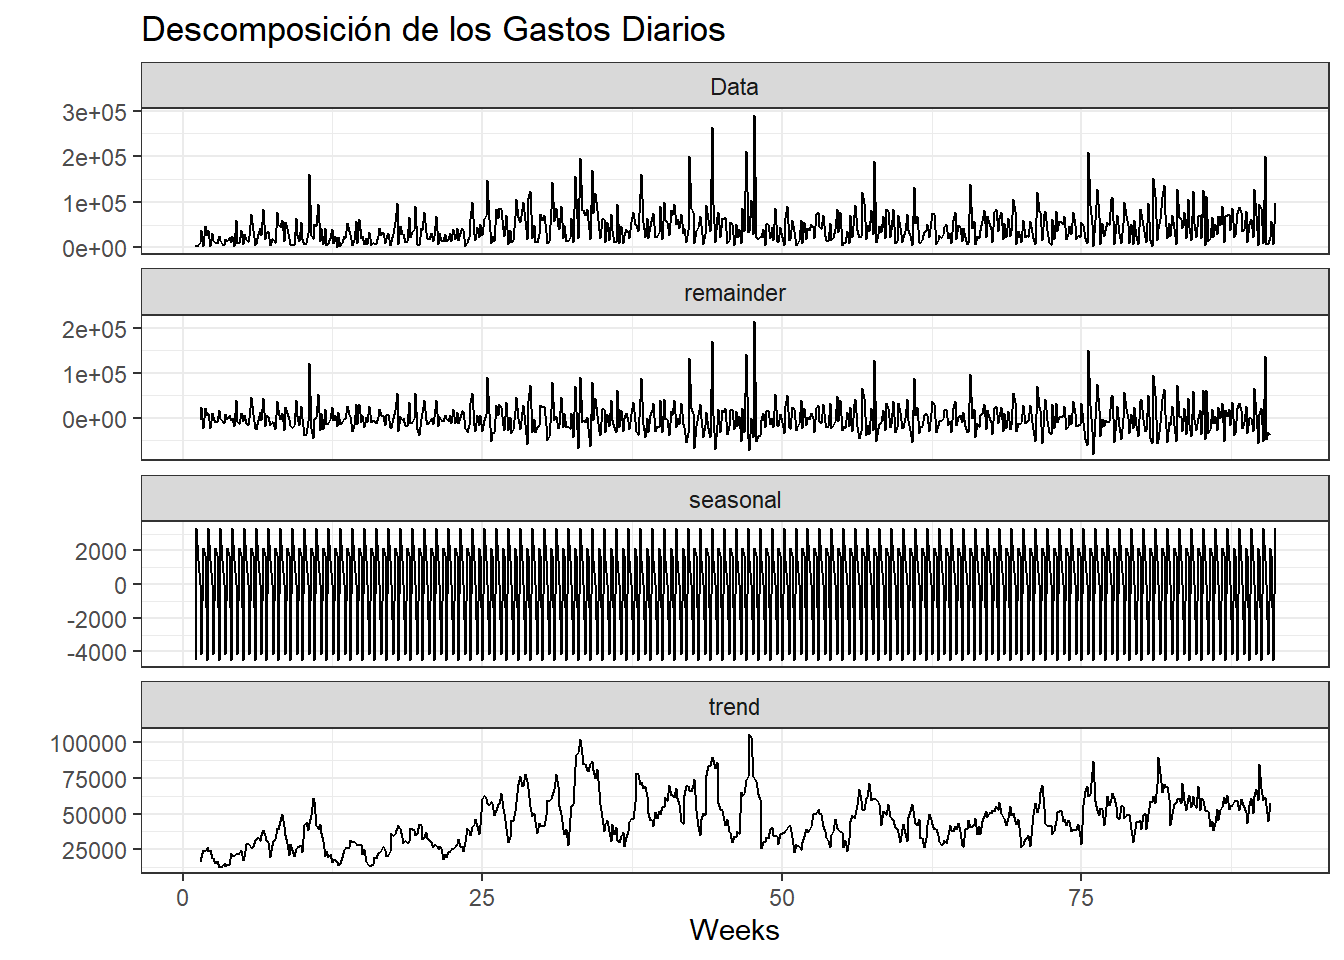 Descomposición de los Gastos Diarios
Data
3e+05
2e+05
1e+05
0e+00
remainder
2e+05
1e+05
0e+00
seasonal
2000
0
-2000
-4000
trend
100000
75000
50000
25000
0 25 50 75
Weeks